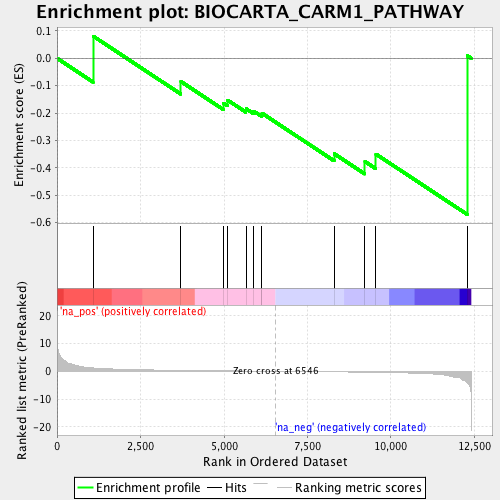 Enrichment plot: BIOCARTA_CARM1_PATHWAY
Enrichment score (ES)
0.1
0.0
-0.1
-0.2
-0.3
-0.4
-0.5
-0.6
'na_pos' (positively correlated)
Ranked list metric (PreRanked)
20
10
0
-10
-20
Zero cross at 6546
'na_neg' (negatively correlated)
0
2,500
5,000
7,500
10,000
12,500
Rank in Ordered Dataset
Enrichment profile
Hits
Ranking metric scores